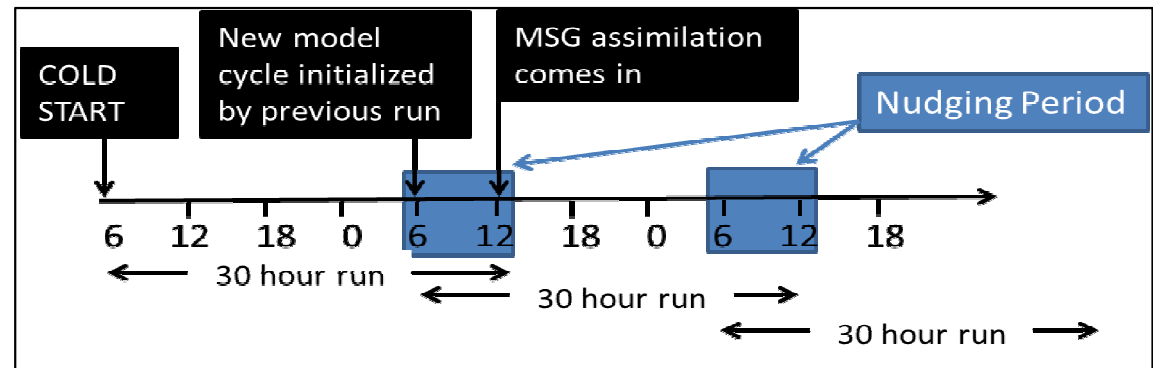 COLD
START
New model
cycle initialized
by previous run
MSG assimilation
comes in
Nudging Period
6 12 18 0 6 12 18 0 6 12 18
30 hour run
30 hour run
30 hour run